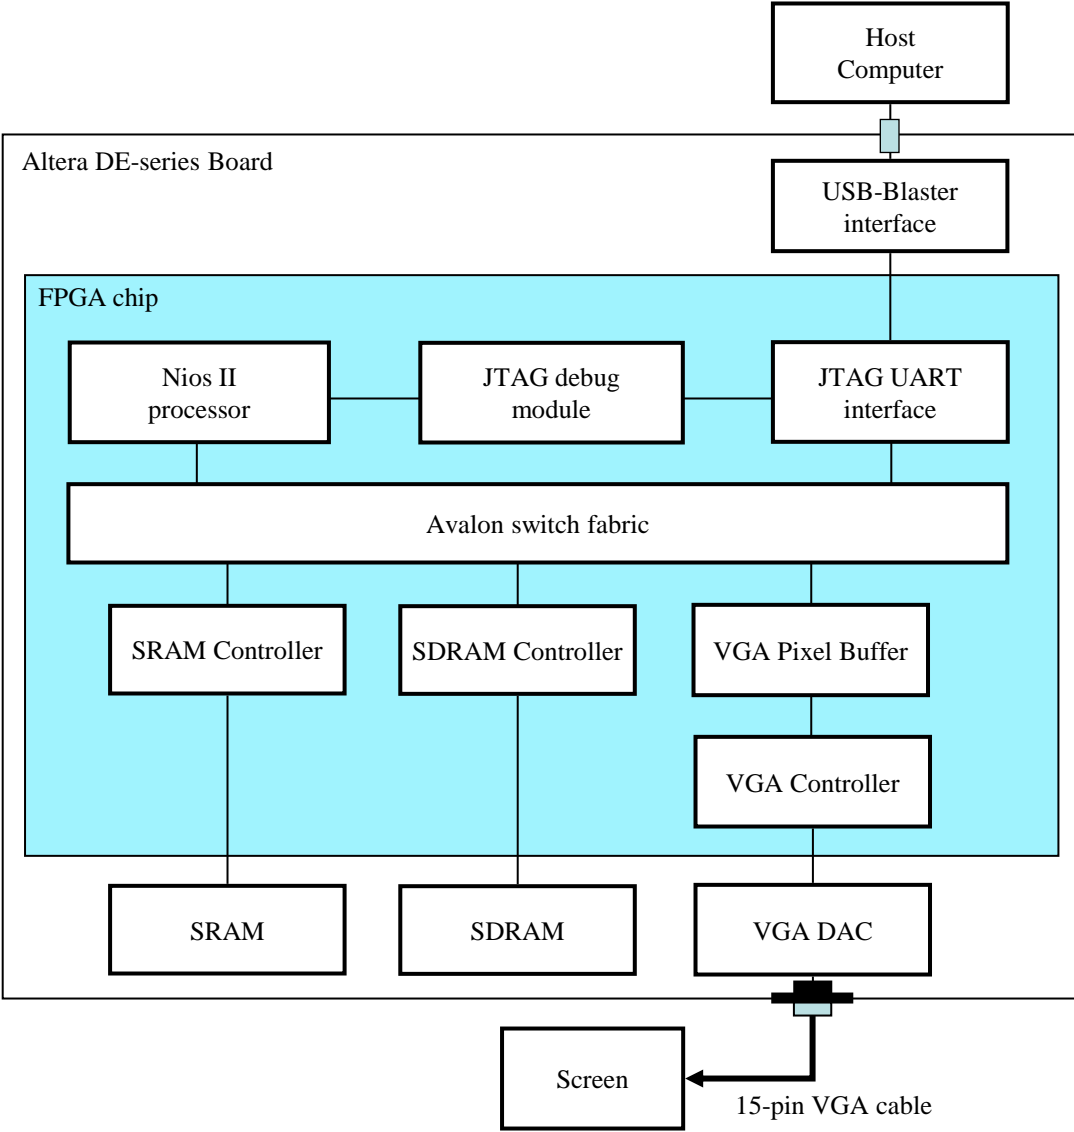 Host
Computer
Altera DE-series Board
USB-Blaster
interface
FPGA chip
Nios II
processor
JTAG debug
module
JTAG UART
interface
Avalon switch fabric
SRAM Controller
SDRAM Controller
VGA Pixel Buffer
VGA Controller
SRAM
SDRAM
VGA DAC
Screen
15-pin VGA cable